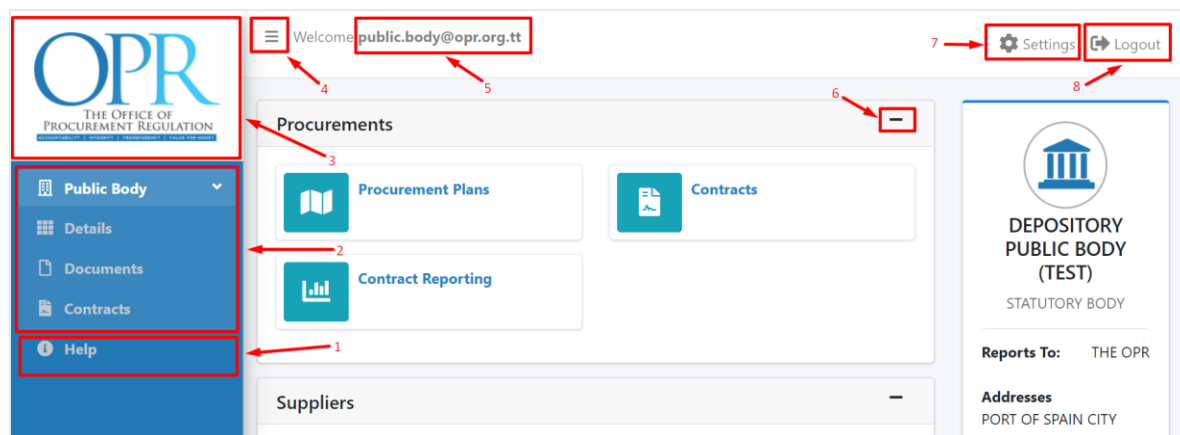 OPR
THE OFFICE OF
PROCUREMENT REGULATION
ACCOUNTABILITY | INTEGRITY | TRANSPARENCY | VALUE FOR MONEY
Public Body
Details
Documents
Contracts
Help
Welcome public.body@opr.org.tt
4
5
7
Settings
Logout
8
6
3
2
1
Procurements
Procurement Plans
Contracts
Contract Reporting
Suppliers
DEPOSITORY
PUBLIC BODY
(TEST)
STATUTORY BODY
Reports To: THE OPR
Addresses
PORT OF SPAIN CITY